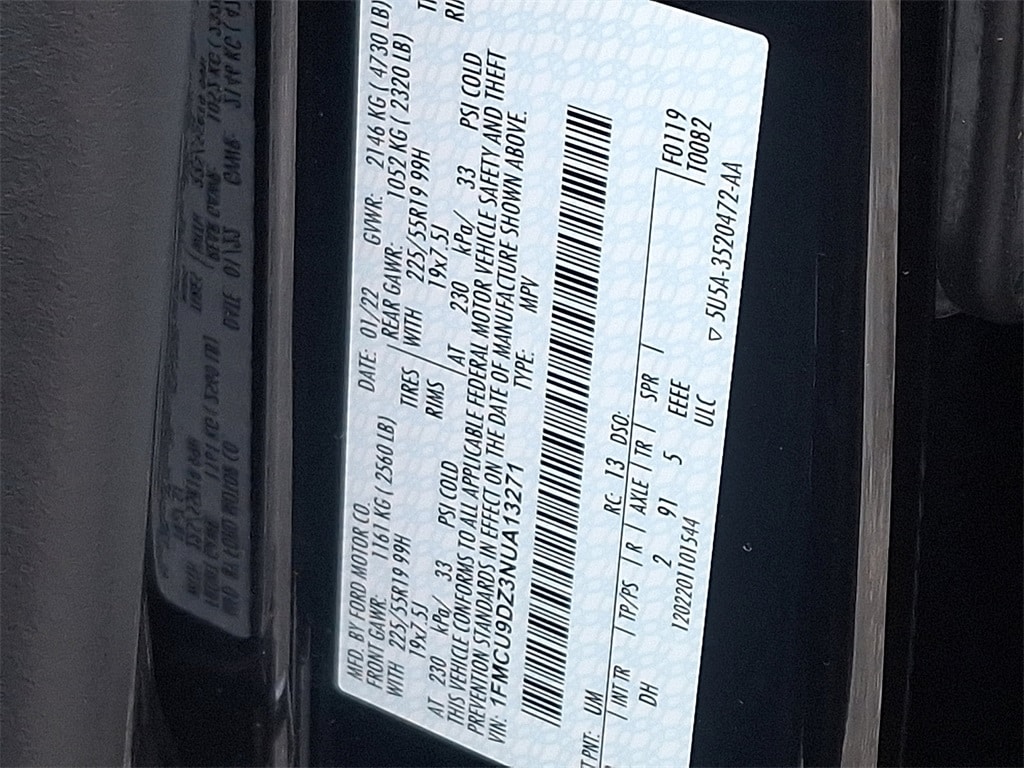 MFD. BY FORD MOTOR CO. DATE: 01/22 GVWR: 2146 KG ( 4730 LB)
FRONT GAWR: 1161 KG ( 2560 LB) REAR GAWR: 1052 KG ( 2320 LB)
WITH 225/55R19 99H TIRES WITH 225/55R19 99H
19x7.5J RIMS 19x7.5J
AT 230 kPa/ 33 PSI COLD AT 230 kPa/ 33 PSI COLD
THIS VEHICLE CONFORMS TO ALL APPLICABLE FEDERAL MOTOR VEHICLE SAFETY AND THEFT
PREVENTION STANDARDS IN EFFECT ON THE DATE OF MANUFACTURE SHOWN ABOVE.
VIN: 1FMCU9DZ3NUA13271 TYPE: MPV
T PNT: UM RC: 13 DSO: F0119
INT TR TP/PS R AXLE TR SPR T00B2
DH 2 91 5 EEEE
120220110 1544 ULC ▽ 5U5A-3520472-AA